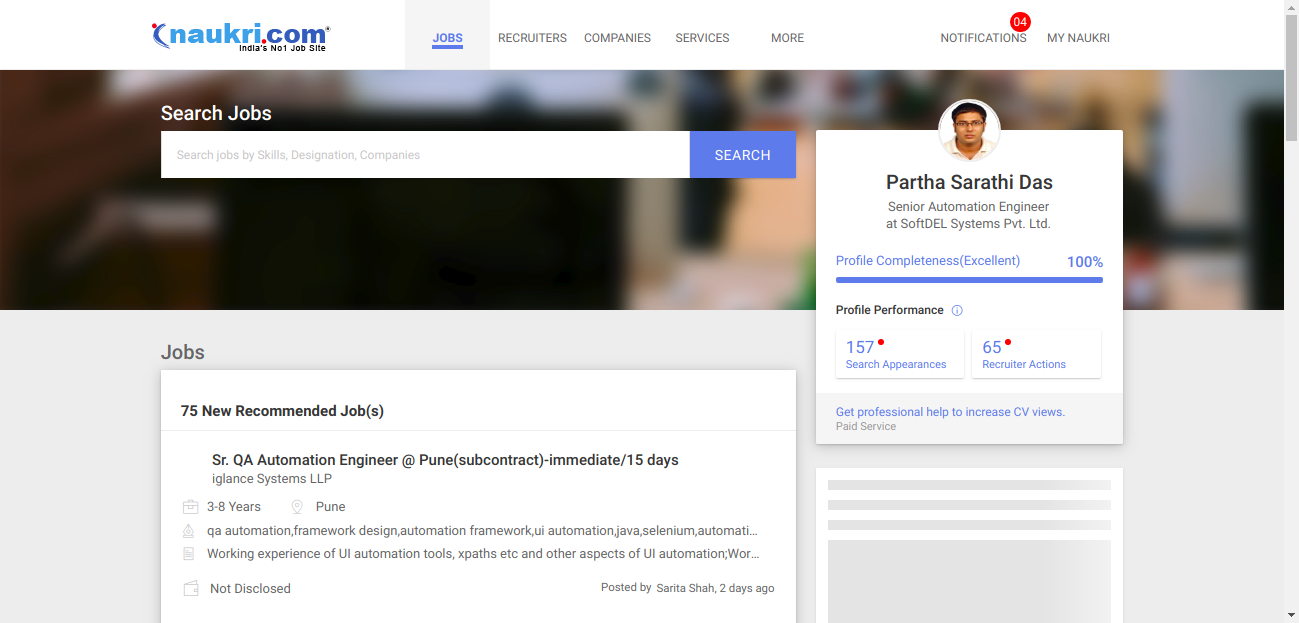 naukri.com
India's No1 Job Site
JOBS
RECRUITERS
COMPANIES
SERVICES
MORE
NOTIFICATIONS
04
MY NAUKRI
Search Jobs
Search jobs by Skills, Designation, Companies
SEARCH
Partha Sarathi Das
Senior Automation Engineer
at SoftDEL Systems Pvt. Ltd.
Profile Completeness(Excellent) 100%
Profile Performance
157
Search Appearances
65
Recruiter Actions
Get professional help to increase CV views.
Paid Service
Jobs
75 New Recommended Job(s)
Sr. QA Automation Engineer @ Pune(subcontract)-immediate/15 days
iglance Systems LLP
3-8 Years Pune
qa automation,framework design,automation framework,ui automation,java,selenium,automati...
Working experience of UI automation tools, xpaths etc and other aspects of UI automation;Wor...
Not Disclosed
Posted by Sarita Shah, 2 days ago